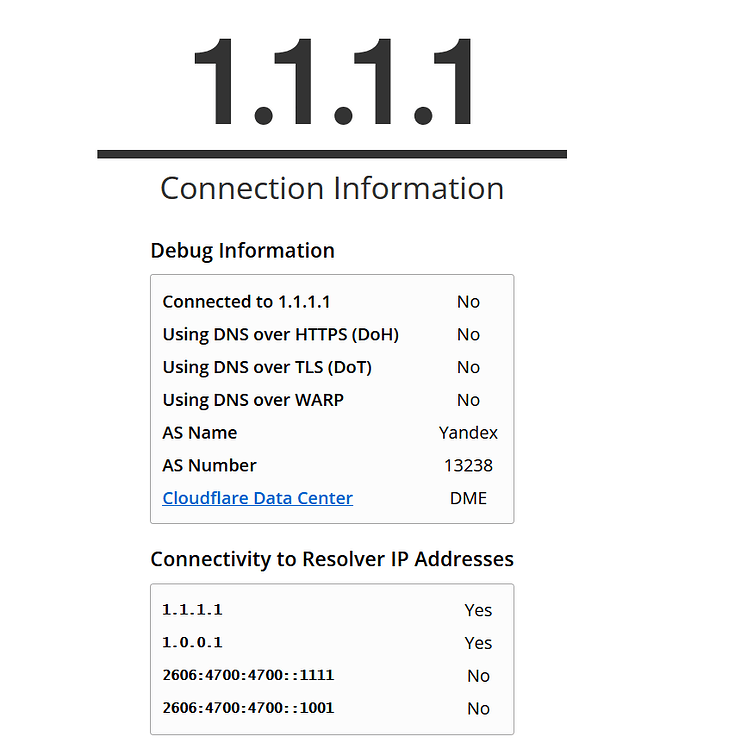 1.1.1.1
Connection Information
Debug Information
Connected to 1.1.1.1 No
Using DNS over HTTPS (DoH) No
Using DNS over TLS (DoT) No
Using DNS over WARP No
AS Name Yandex
AS Number 13238
Cloudflare Data Center DME
Connectivity to Resolver IP Addresses
1.1.1.1 Yes
1.0.0.1 Yes
2606:4700:4700::1111 No
2606:4700:4700::1001 No